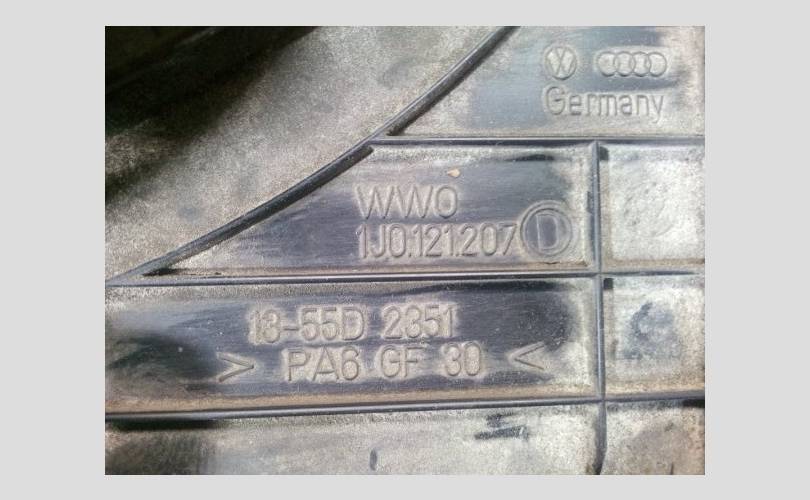 Germany
WWO
1J0.121.207 D
13-55D 2351
> PA6 GF 30 <